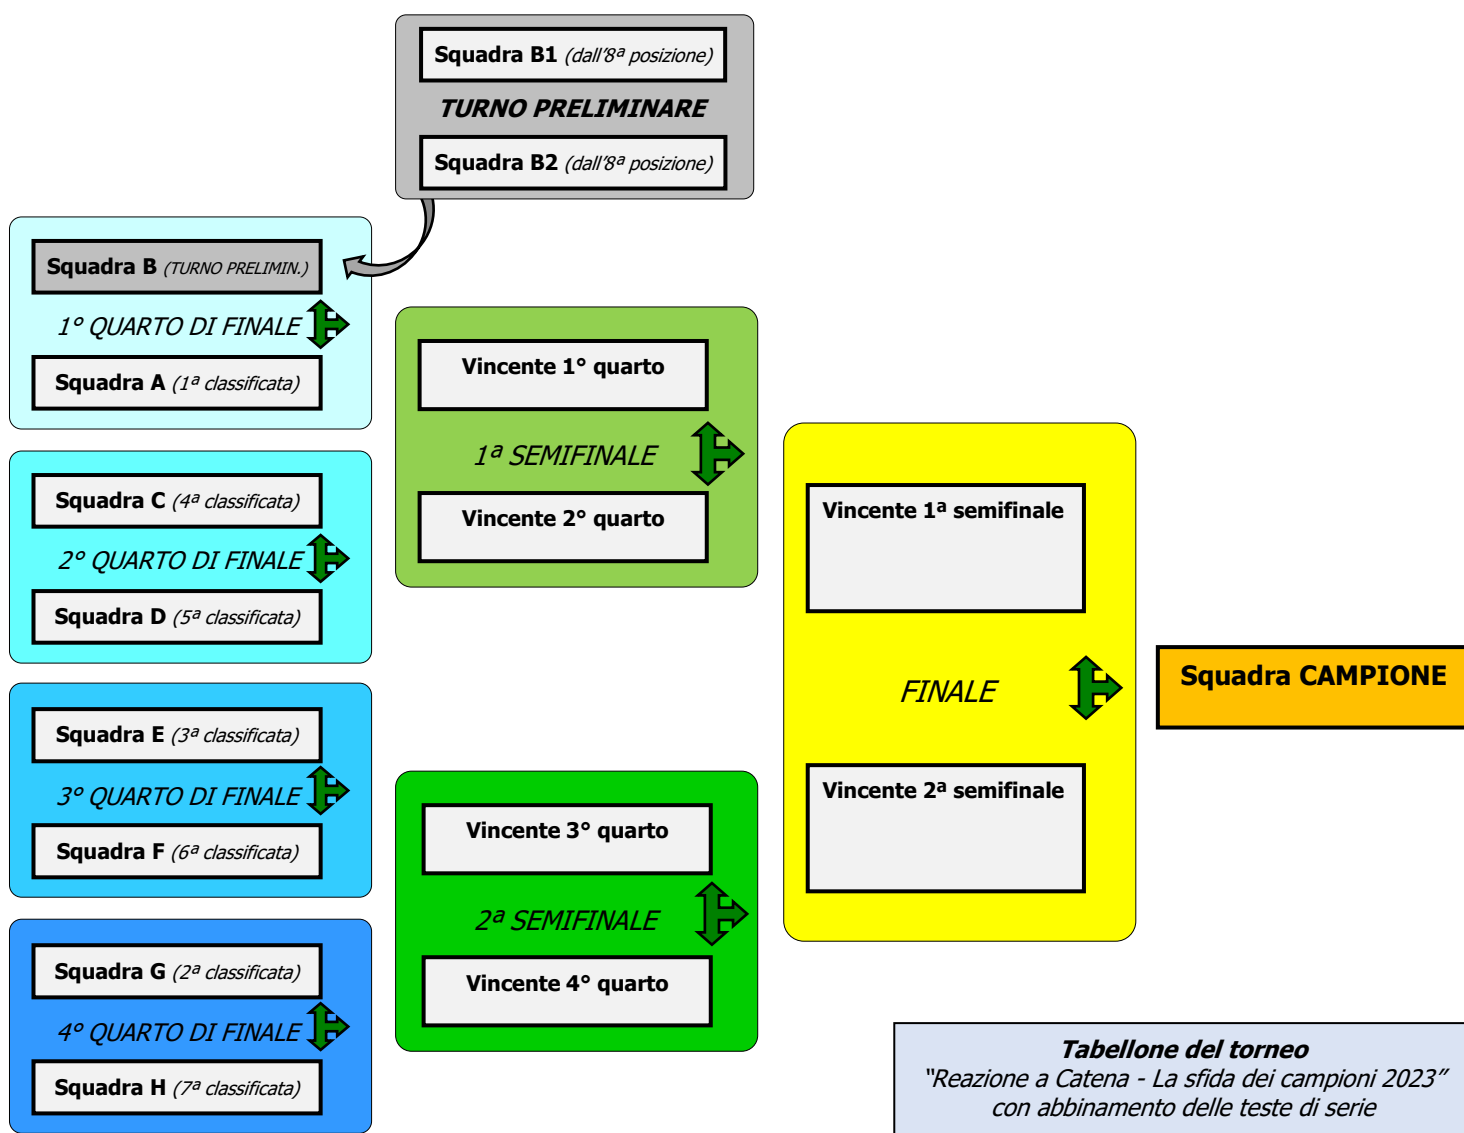 Squadra B1 (dall'8ª posizione)
TURNO PRELIMINARE
Squadra B2 (dall'8ª posizione)
Squadra B (TURNO PRELIMIN.)
1° QUARTO DI FINALE
Squadra A (1ª classificata)
Squadra C (4ª classificata)
2° QUARTO DI FINALE
Squadra D (5ª classificata)
Squadra E (3ª classificata)
3° QUARTO DI FINALE
Squadra F (6ª classificata)
Squadra G (2ª classificata)
4° QUARTO DI FINALE
Squadra H (7ª classificata)
Vincente 1° quarto
1ª SEMIFINALE
Vincente 2° quarto
Vincente 3° quarto
2ª SEMIFINALE
Vincente 4° quarto
Vincente 1ª semifinale
FINALE
Vincente 2ª semifinale
Squadra CAMPIONE
Tabellone del torneo
"Reazione a Catena - La sfida dei campioni 2023"
con abbinamento delle teste di serie